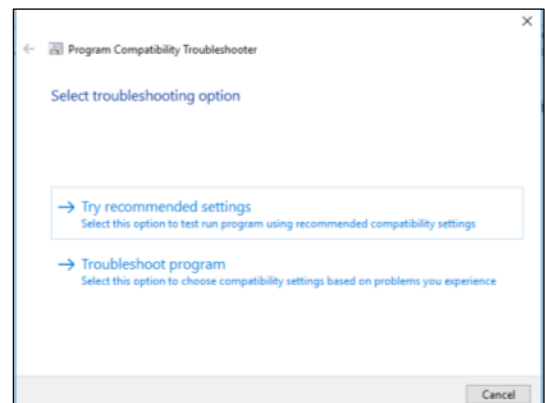 Program Compatibility Troubleshooter
Select troubleshooting option
Try recommended settings
Select this option to test run program using recommended compatibility settings
Troubleshoot program
Select this option to choose compatibility settings based on problems you experience
Cancel